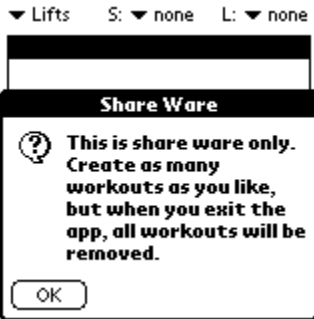 Lifts S: none L: none
Share Ware
This is share ware only.
Create as many
workouts as you like,
but when you exit the
app, all workouts will be
removed.
OK